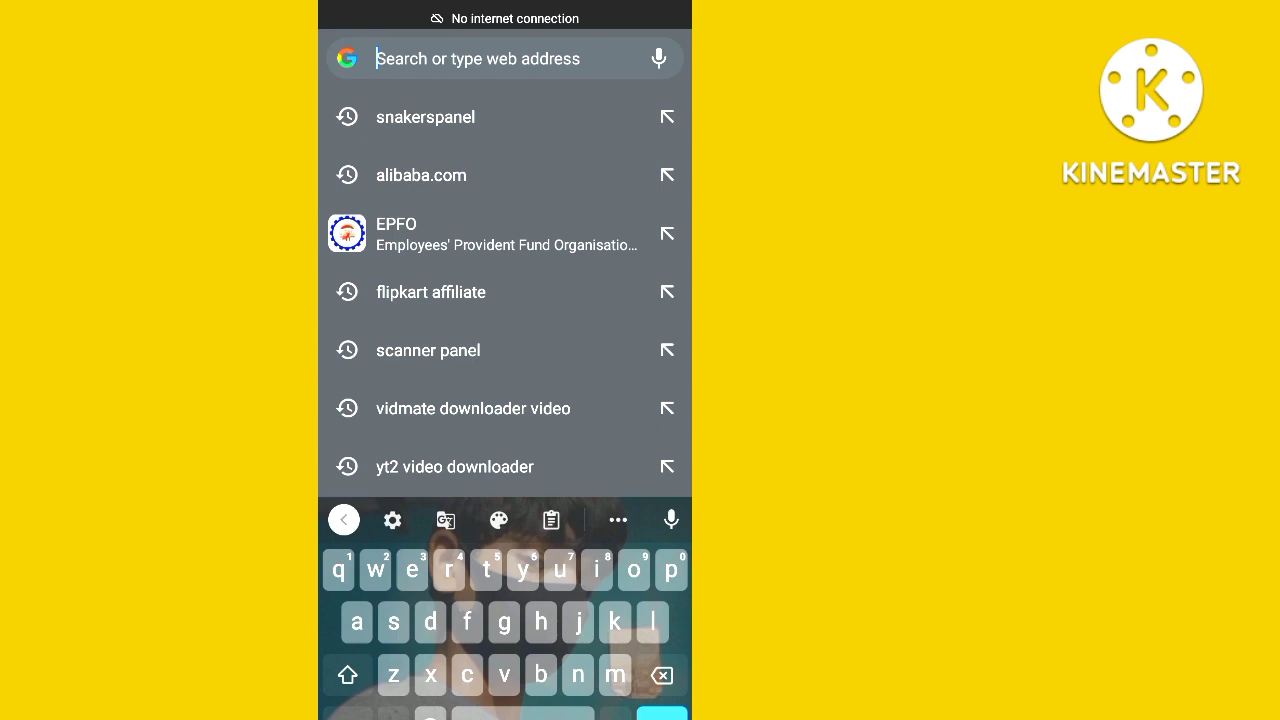 No internet connection
Search or type web address
snakerspanel
alibaba.com
EPFO
Employees' Provident Fund Organisatio...
flipkart affiliate
scanner panel
vidmate downloader video
yt2 video downloader
1 2 3 4 5 6 7 8 9 0
q w e r t y u i o p
a s d f g h j k l
z x c v b n m
K
KINEMASTER